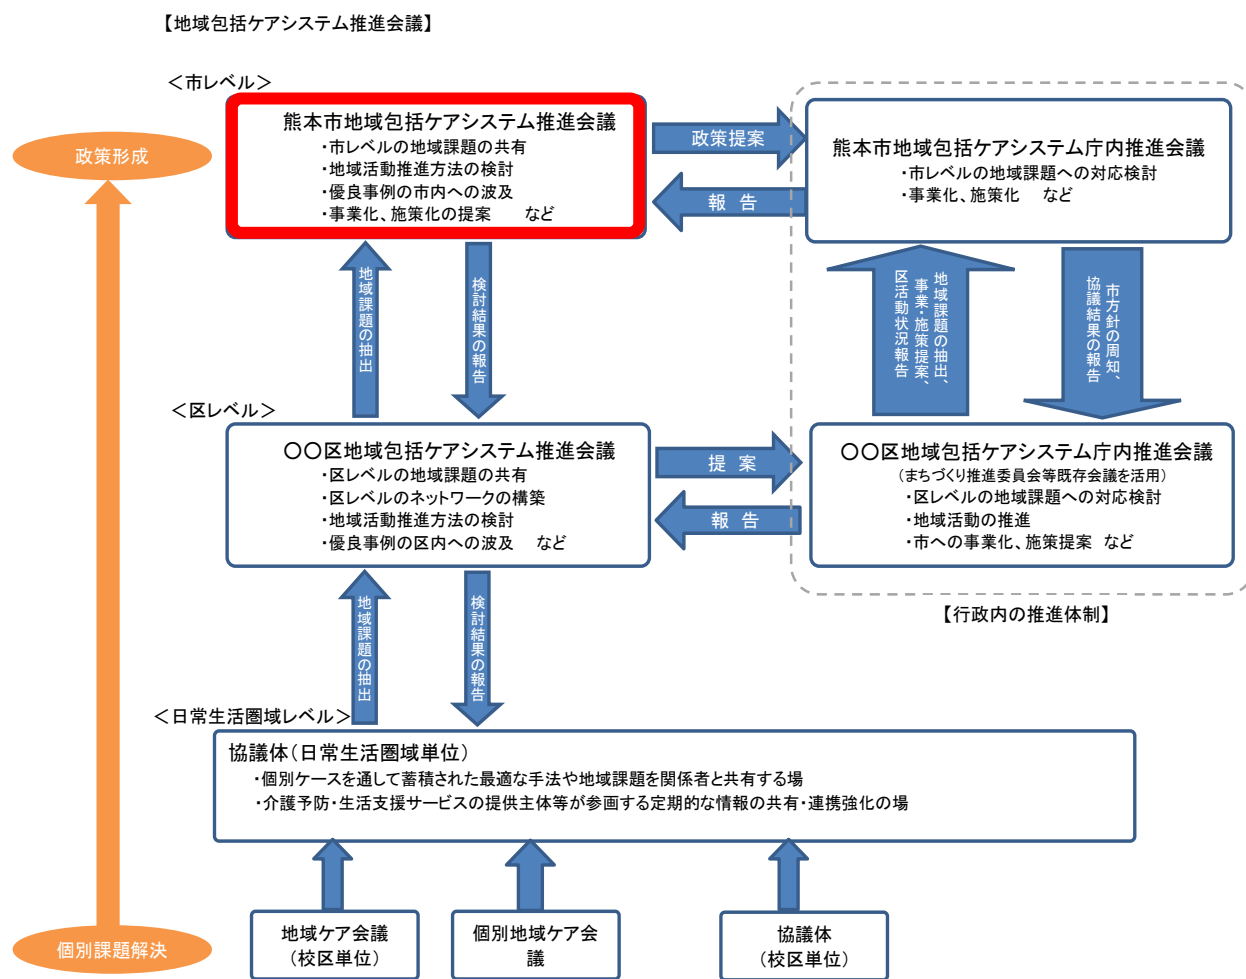 【地域包括ケアシステム推進会議】
＜市レベル＞
熊本市地域包括ケアシステム推進会議
・市レベルの地域課題の共有
・地域活動推進方法の検討
・優良事例の市内への波及
・事業化、施策化の提案　など
政策提案
報　告
熊本市地域包括ケアシステム庁内推進会議
・市レベルの地域課題への対応検討
・事業化、施策化　など
政策形成
地域課題の抽出
検討結果の報告
地域課題の抽出、
事業・施策提案、
区活動状況報告
市方針の周知、
協議結果の報告
＜区レベル＞
〇〇区地域包括ケアシステム推進会議
・区レベルの地域課題の共有
・区レベルのネットワークの構築
・地域活動推進方法の検討
・優良事例の区内への波及　など
提　案
報　告
〇〇区地域包括ケアシステム庁内推進会議
（まちづくり推進委員会等既存会議を活用）
・区レベルの地域課題への対応検討
・地域活動の推進
・市への事業化、施策提案　など
【行政内の推進体制】
地域課題の抽出
検討結果の報告
＜日常生活圏域レベル＞
協議体（日常生活圏域単位）
・個別ケースを通して蓄積された最適な手法や地域課題を関係者と共有する場
・介護予防・生活支援サービスの提供主体等が参画する定期的な情報の共有・連携強化の場
地域ケア会議
（校区単位）
個別地域ケア会
議
協議体
（校区単位）
個別課題解決